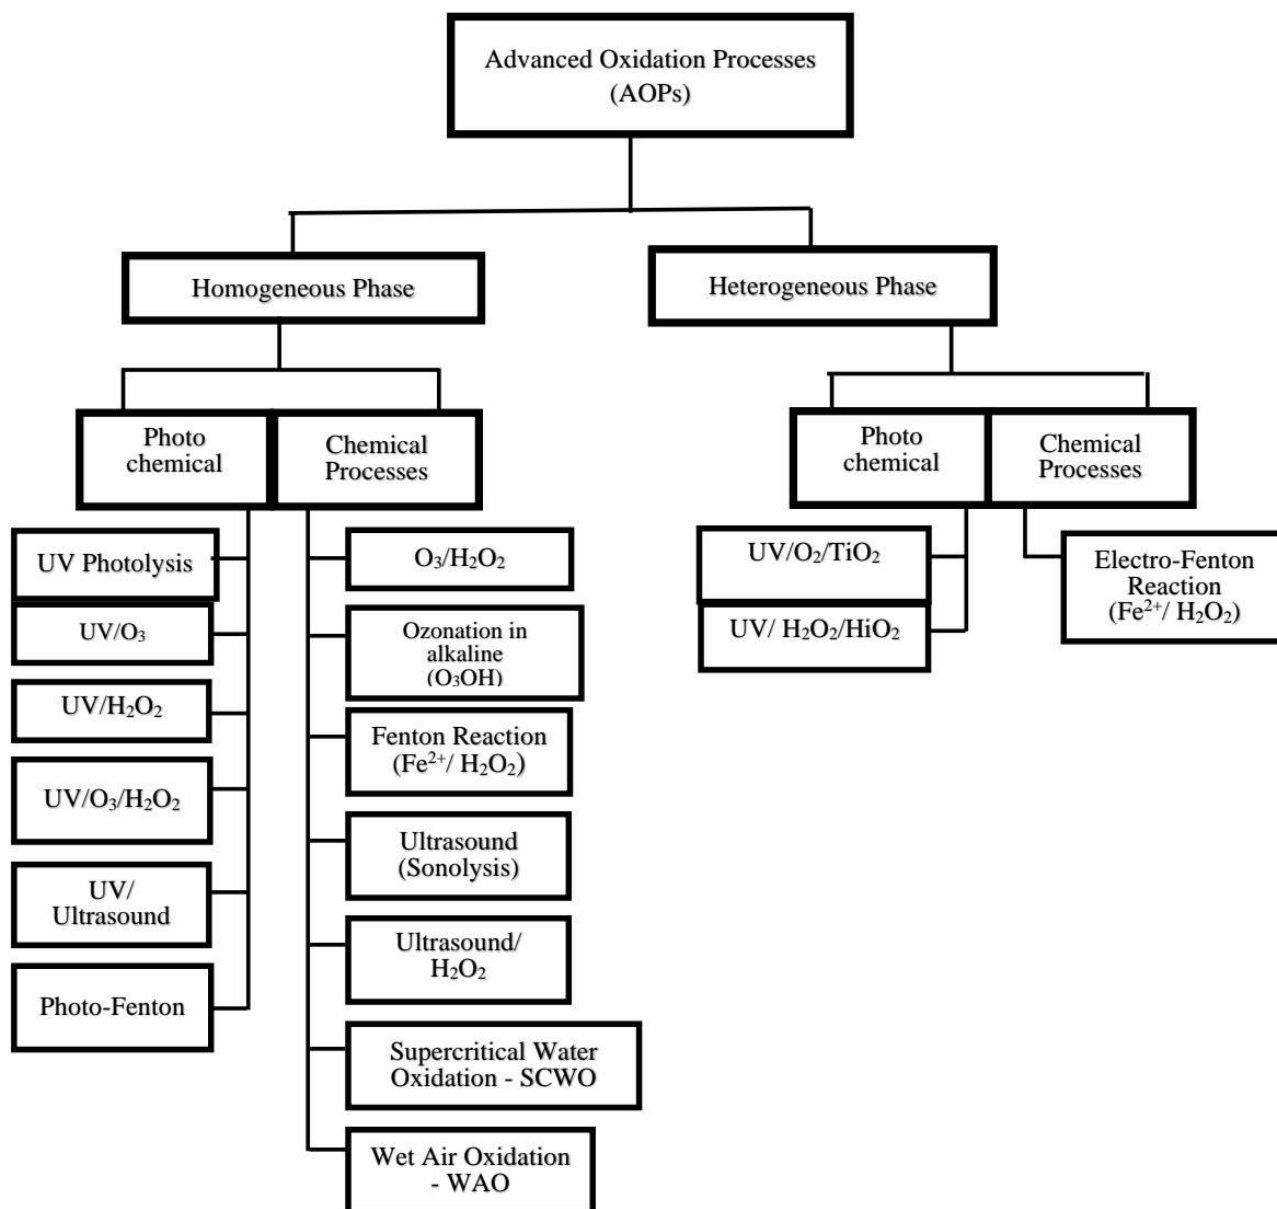 Advanced Oxidation Processes
(AOPs)
Homogeneous Phase
Heterogeneous Phase
Photo
chemical
Chemical
Processes
Photo
chemical
Chemical
Processes
UV Photolysis
UV/O₃
UV/H₂O₂
UV/O₃/H₂O₂
UV/
Ultrasound
Photo-Fenton
O₃/H₂O₂
Ozonation in
alkaline
(O₃OH)
Fenton Reaction
(Fe²⁺/ H₂O₂)
Ultrasound
(Sonolysis)
Ultrasound/
H₂O₂
Supercritical Water
Oxidation - SCWO
Wet Air Oxidation
- WAO
UV/O₂/TiO₂
UV/ H₂O₂/HiO₂
Electro-Fenton
Reaction
(Fe²⁺/ H₂O₂)